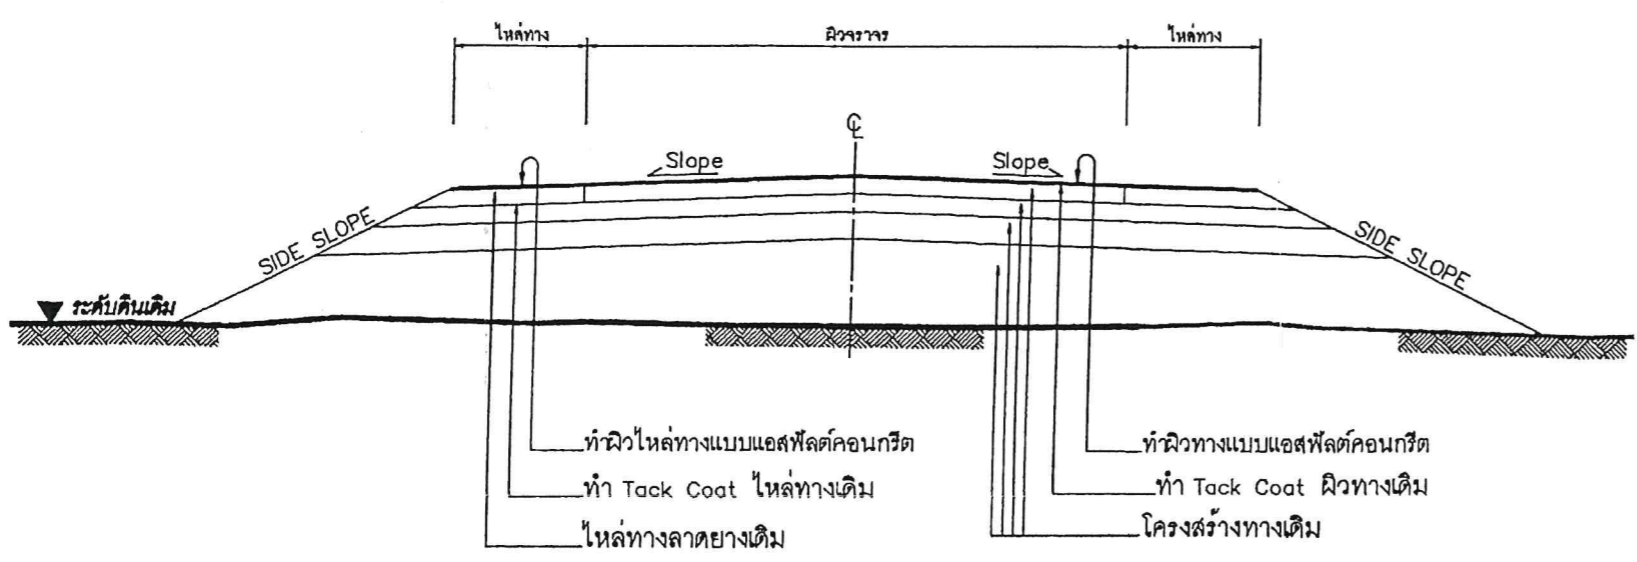 ไหล่ทาง ผิวจราจร ไหล่ทาง
CL
Slope Slope
SIDE SLOPE SIDE SLOPE
ระดับดินเดิม
ทำผิวไหล่ทางแบบแอสฟัลต์คอนกรีต ทำผิวทางแบบแอสฟัลต์คอนกรีต
ทำ Tack Coat ไหล่ทางเดิม ทำ Tack Coat ผิวทางเดิม
ไหล่ทางลาดยางเดิม โครงสร้างทางเดิม